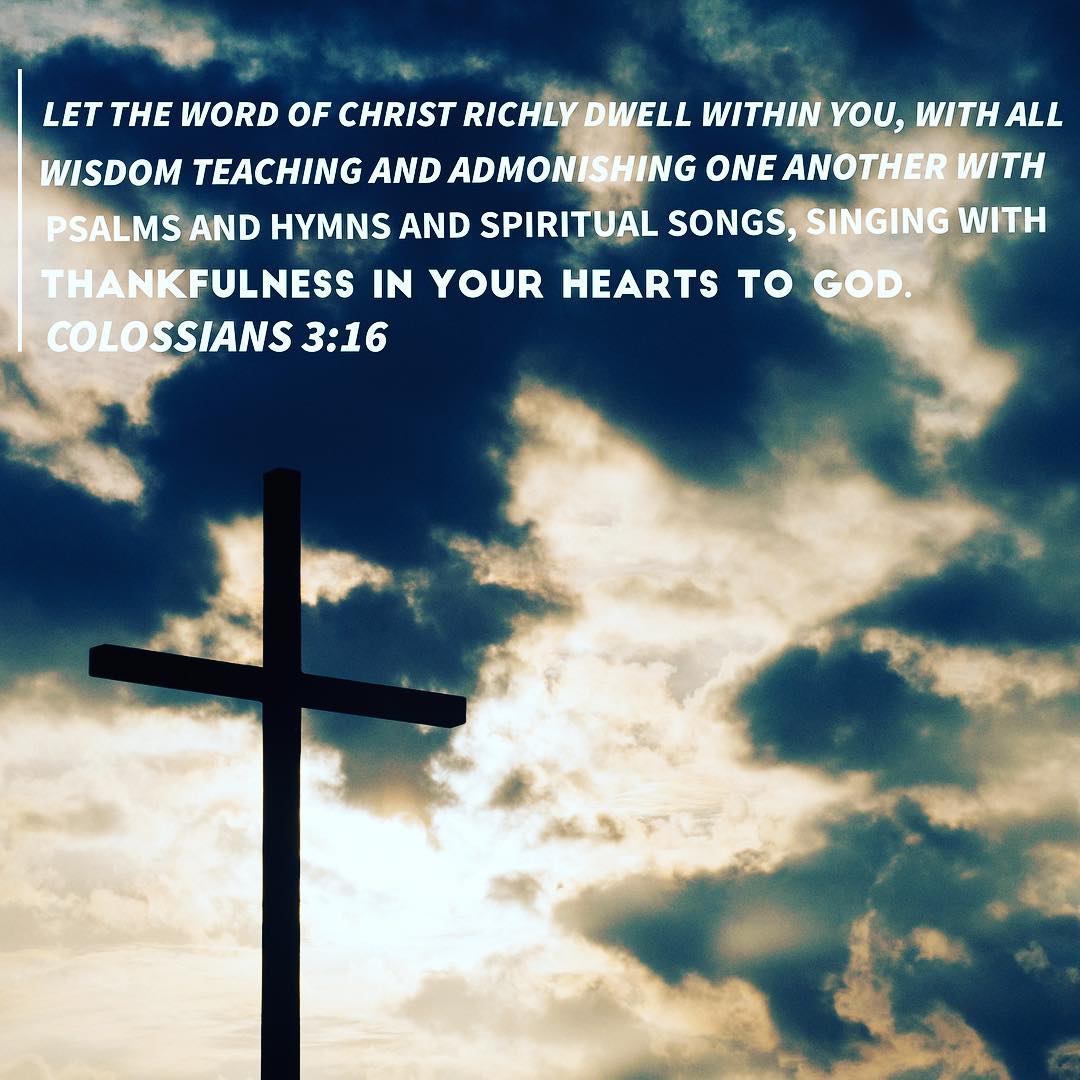 LET THE WORD OF CHRIST RICHLY DWELL WITHIN YOU, WITH ALL
WISDOM TEACHING AND ADMONISHING ONE ANOTHER WITH
PSALMS AND HYMNS AND SPIRITUAL SONGS, SINGING WITH
THANKFULNESS IN YOUR HEARTS TO GOD.
COLOSSIANS 3:16